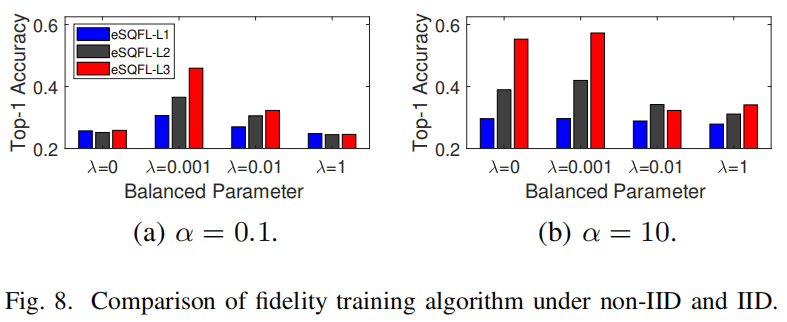 0.6
0.4
0.2
Top-1 Accuracy
eSQFL-L1
eSQFL-L2
eSQFL-L3
λ=0 λ=0.001 λ=0.01 λ=1
Balanced Parameter
(a) α = 0.1.
0.6
0.4
0.2
Top-1 Accuracy
λ=0 λ=0.001 λ=0.01 λ=1
Balanced Parameter
(b) α = 10.
Fig. 8. Comparison of fidelity training algorithm under non-IID and IID.